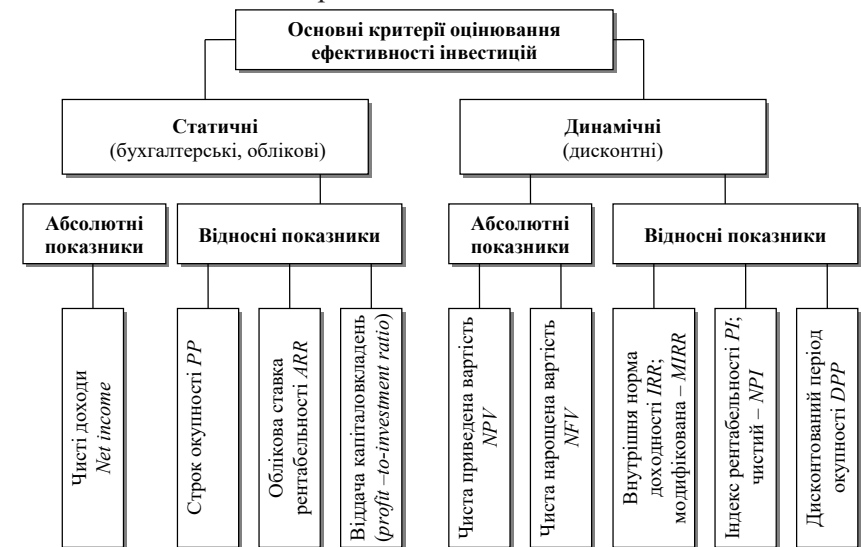 Основні критерії оцінювання
ефективності інвестицій
Статичні
(бухгалтерські, облікові)
Динамічні
(дисконтні)
Абсолютні
показники
Відносні показники
Абсолютні
показники
Відносні показники
Чисті доходи
Net income
Строк окупності PP
Облікова ставка
рентабельності ARR
Віддача капіталовкладень
(profit –to-investment ratio)
Чиста приведена вартість
NPV
Чиста нарощена вартість
NFV
Внутрішня норма
доходності IRR;
модифікована – MIRR
Індекс рентабельності PI;
чистий – NPI
Дисконтований період
окупності DPP